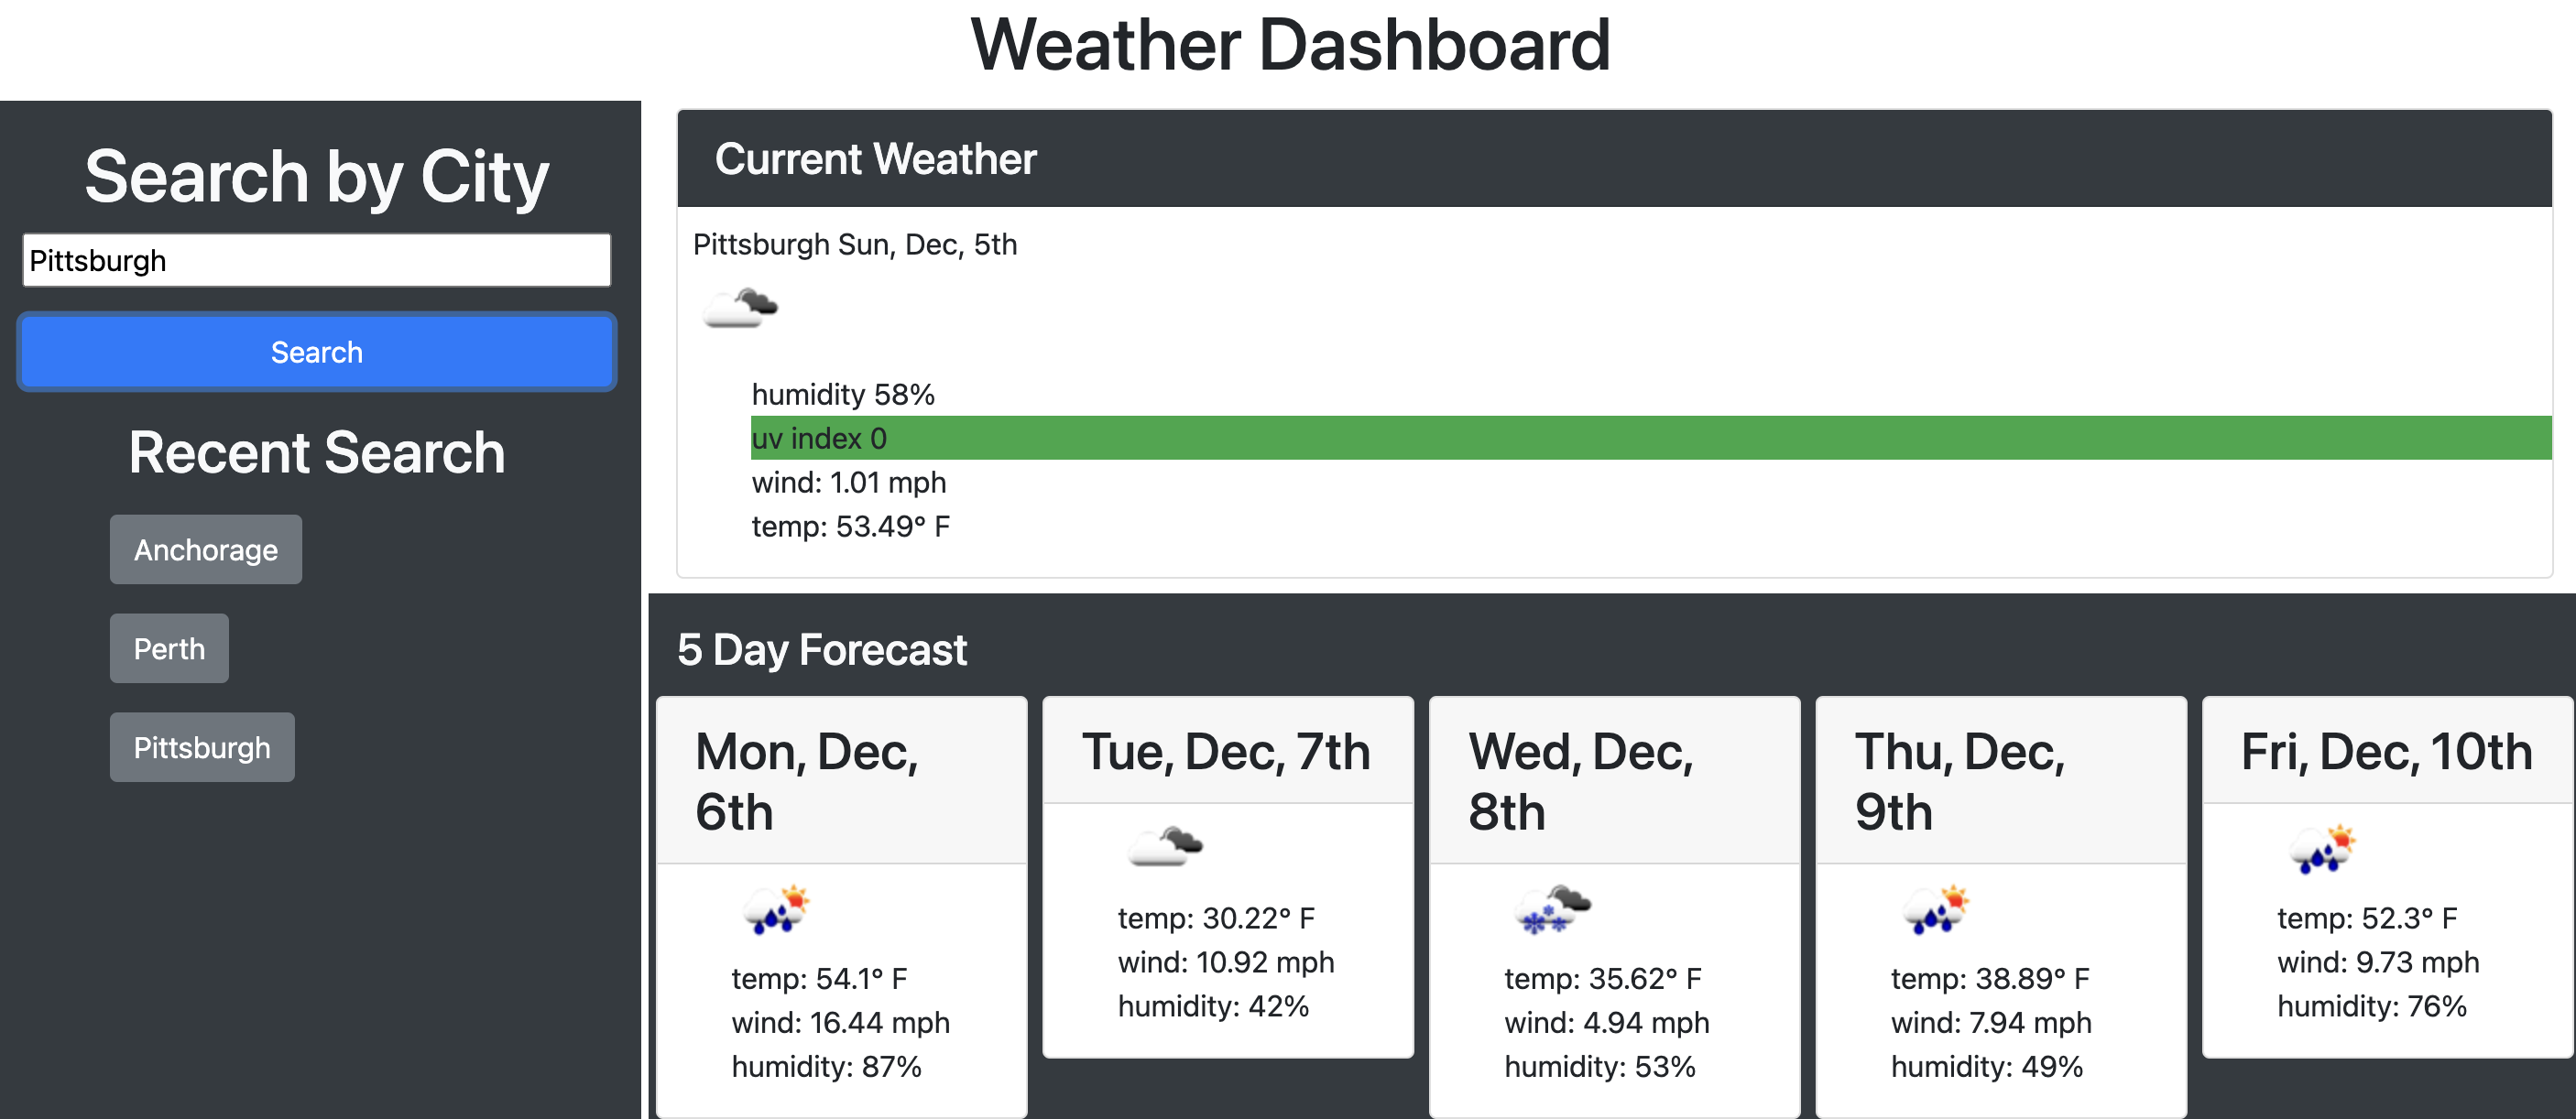 Weather Dashboard
Search by City
Pittsburgh
Search
Recent Search
Anchorage
Perth
Pittsburgh
Current Weather
Pittsburgh Sun, Dec, 5th
humidity 58%
uv index 0
wind: 1.01 mph
temp: 53.49° F
5 Day Forecast
Mon, Dec,
6th
temp: 54.1° F
wind: 16.44 mph
humidity: 87%
Tue, Dec, 7th
temp: 30.22° F
wind: 10.92 mph
humidity: 42%
Wed, Dec,
8th
temp: 35.62° F
wind: 4.94 mph
humidity: 53%
Thu, Dec,
9th
temp: 38.89° F
wind: 7.94 mph
humidity: 49%
Fri, Dec, 10th
temp: 52.3° F
wind: 9.73 mph
humidity: 76%